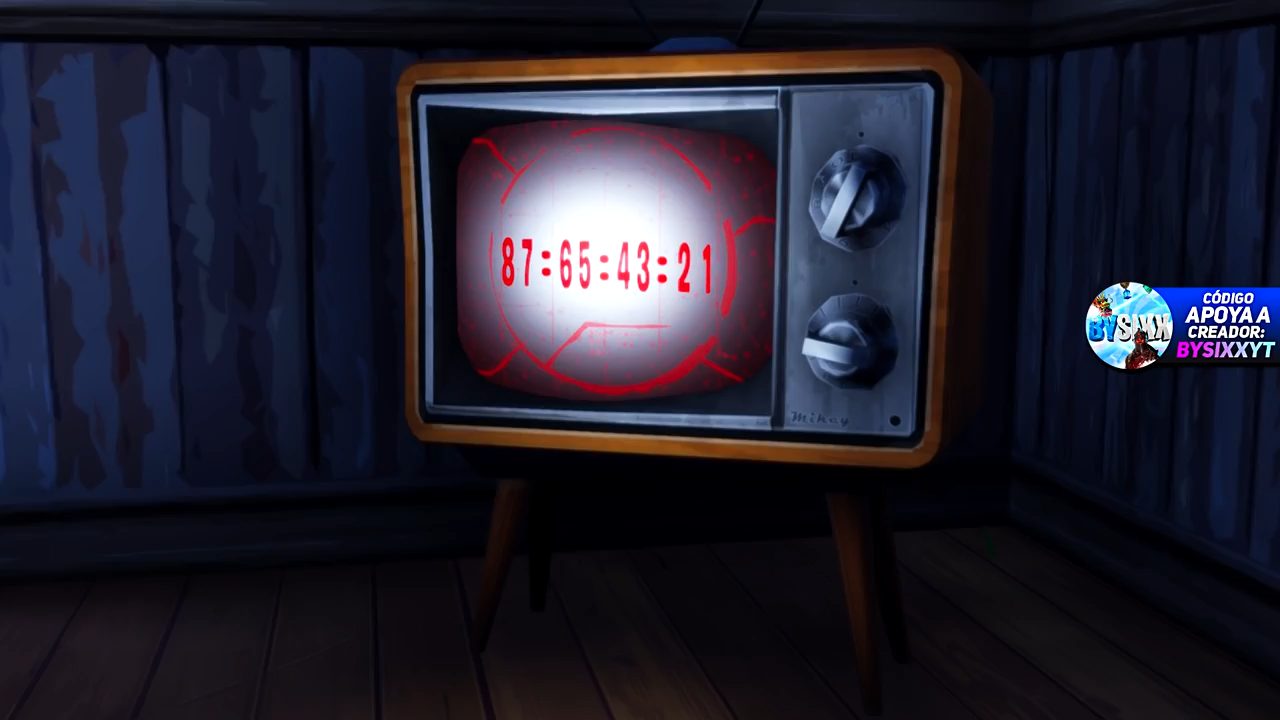 87:65:43:21
Mikey
BYSIXX
CÓDIGO
APOYA A
CREADOR:
BYSIXXYT